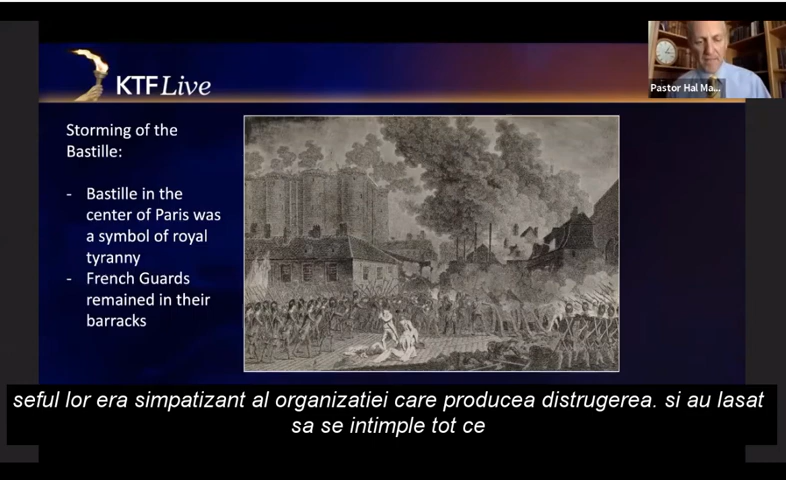 KTF Live
Pastor Hal Ma...
Storming of the
Bastille:
- Bastille in the
center of Paris was
a symbol of royal
tyranny
- French Guards
remained in their
barracks
seful lor era simpatizant al organizatiei care producea distrugerea. si au lasat
sa se intimple tot ce